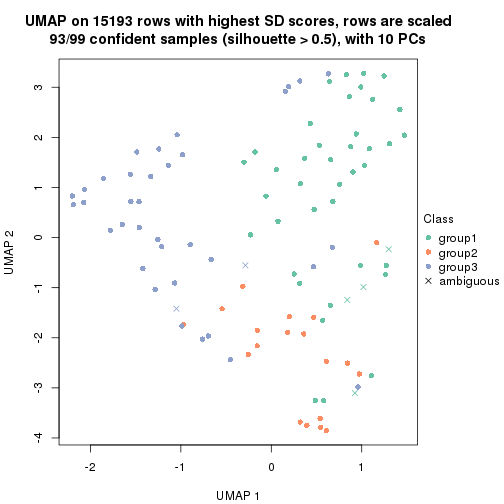 UMAP on 15193 rows with highest SD scores, rows are scaled
93/99 confident samples (silhouette > 0.5), with 10 PCs
3
2
1
0
-1
-2
-3
-4
UMAP 2
Class
group1
group2
group3
ambiguous
-2
-1
0
1
UMAP 1